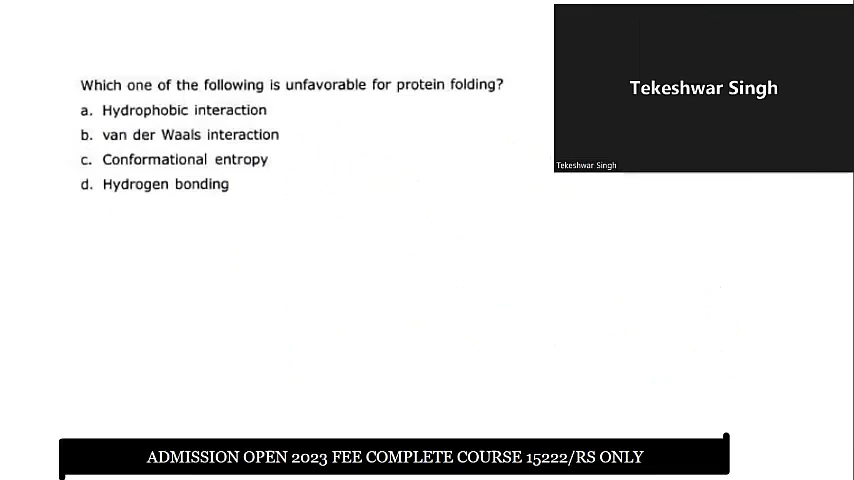 Which one of the following is unfavorable for protein folding?
a. Hydrophobic interaction
b. van der Waals interaction
c. Conformational entropy
d. Hydrogen bonding
Tekeshwar Singh
Tekeshwar Singh
ADMISSION OPEN 2023 FEE COMPLETE COURSE 15222/RS ONLY